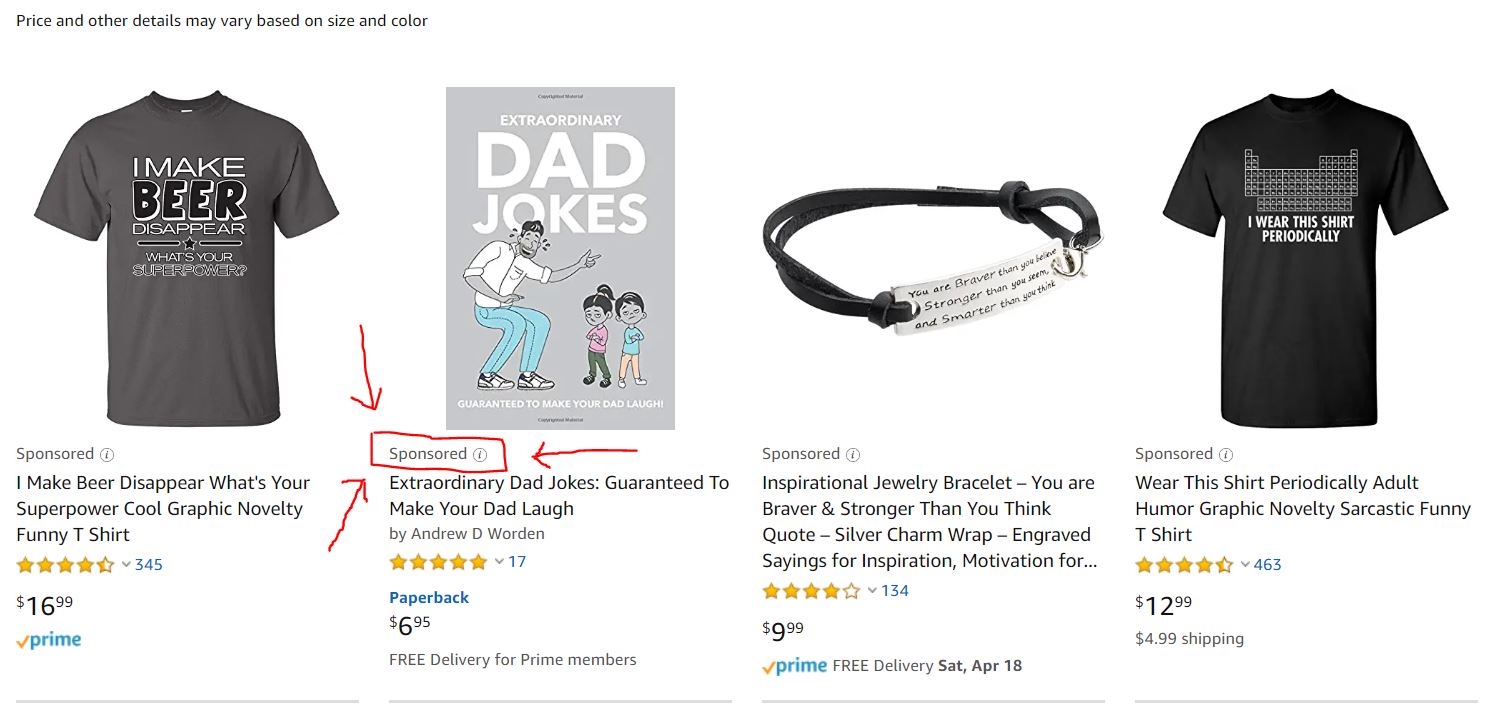 Price and other details may vary based on size and color
I MAKE
BEER
DISAPPEAR
WHAT'S YOUR
SUPERPOWER?
Sponsored
I Make Beer Disappear What's Your
Superpower Cool Graphic Novelty
Funny T Shirt
345
$16 99
prime
Copyrighted Material
EXTRAORDINARY
DAD
JOKES
GUARANTEED TO MAKE YOUR DAD LAUGH!
Copyrighted Material
Sponsored
Extraordinary Dad Jokes: Guaranteed To
Make Your Dad Laugh
by Andrew D Worden
17
Paperback
$6 95
FREE Delivery for Prime members
You are Braver than you believe
Stronger than you seem,
and Smarter than you think
Sponsored
Inspirational Jewelry Bracelet – You are
Braver & Stronger Than You Think
Quote – Silver Charm Wrap – Engraved
Sayings for Inspiration, Motivation for...
134
$9 99
prime FREE Delivery Sat, Apr 18
I WEAR THIS SHIRT
PERIODICALLY
Sponsored
Wear This Shirt Periodically Adult
Humor Graphic Novelty Sarcastic Funny
T Shirt
463
$12 99
$4.99 shipping